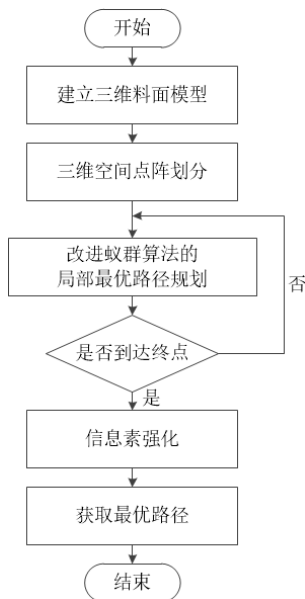 开始
建立三维料面模型
三维空间点阵划分
改进蚁群算法的
局部最优路径规划
否
是否到达终点
是
信息素强化
获取最优路径
结束